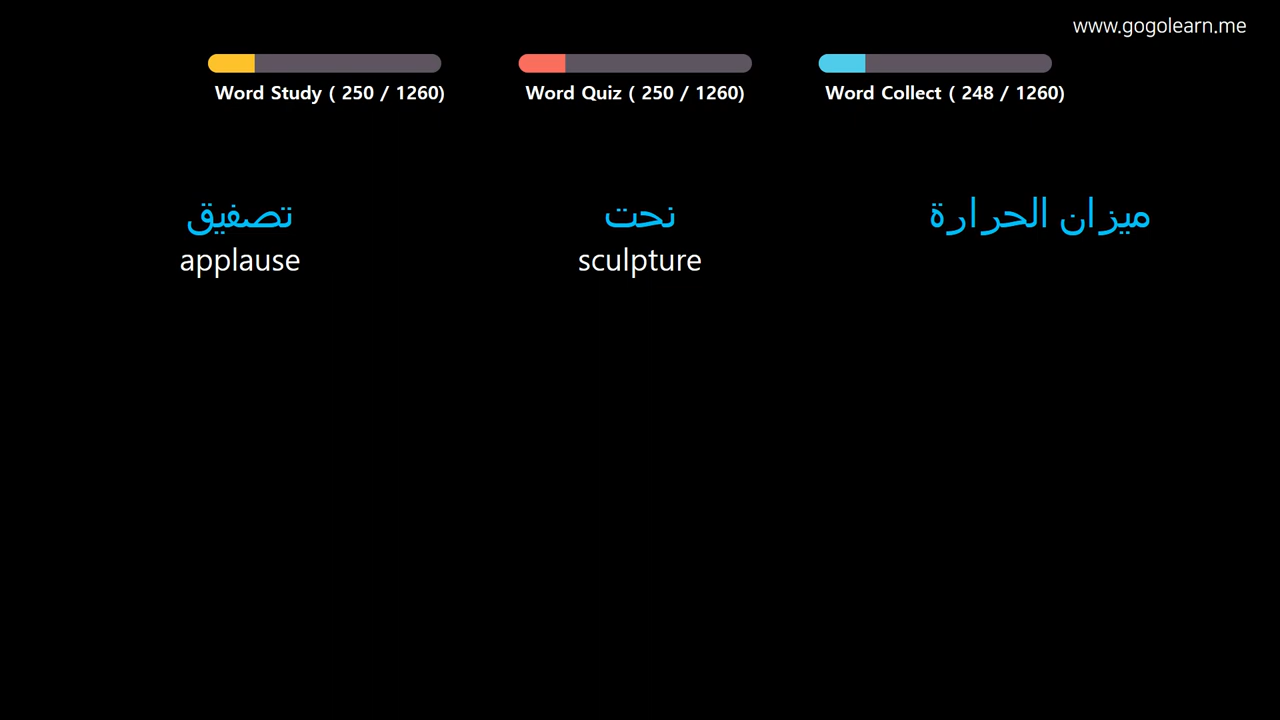 www.gogolearn.me
Word Study ( 250 / 1260)
Word Quiz ( 250 / 1260)
Word Collect ( 248 / 1260)
تصفيق
applause
نحت
sculpture
ميزان الحرارة